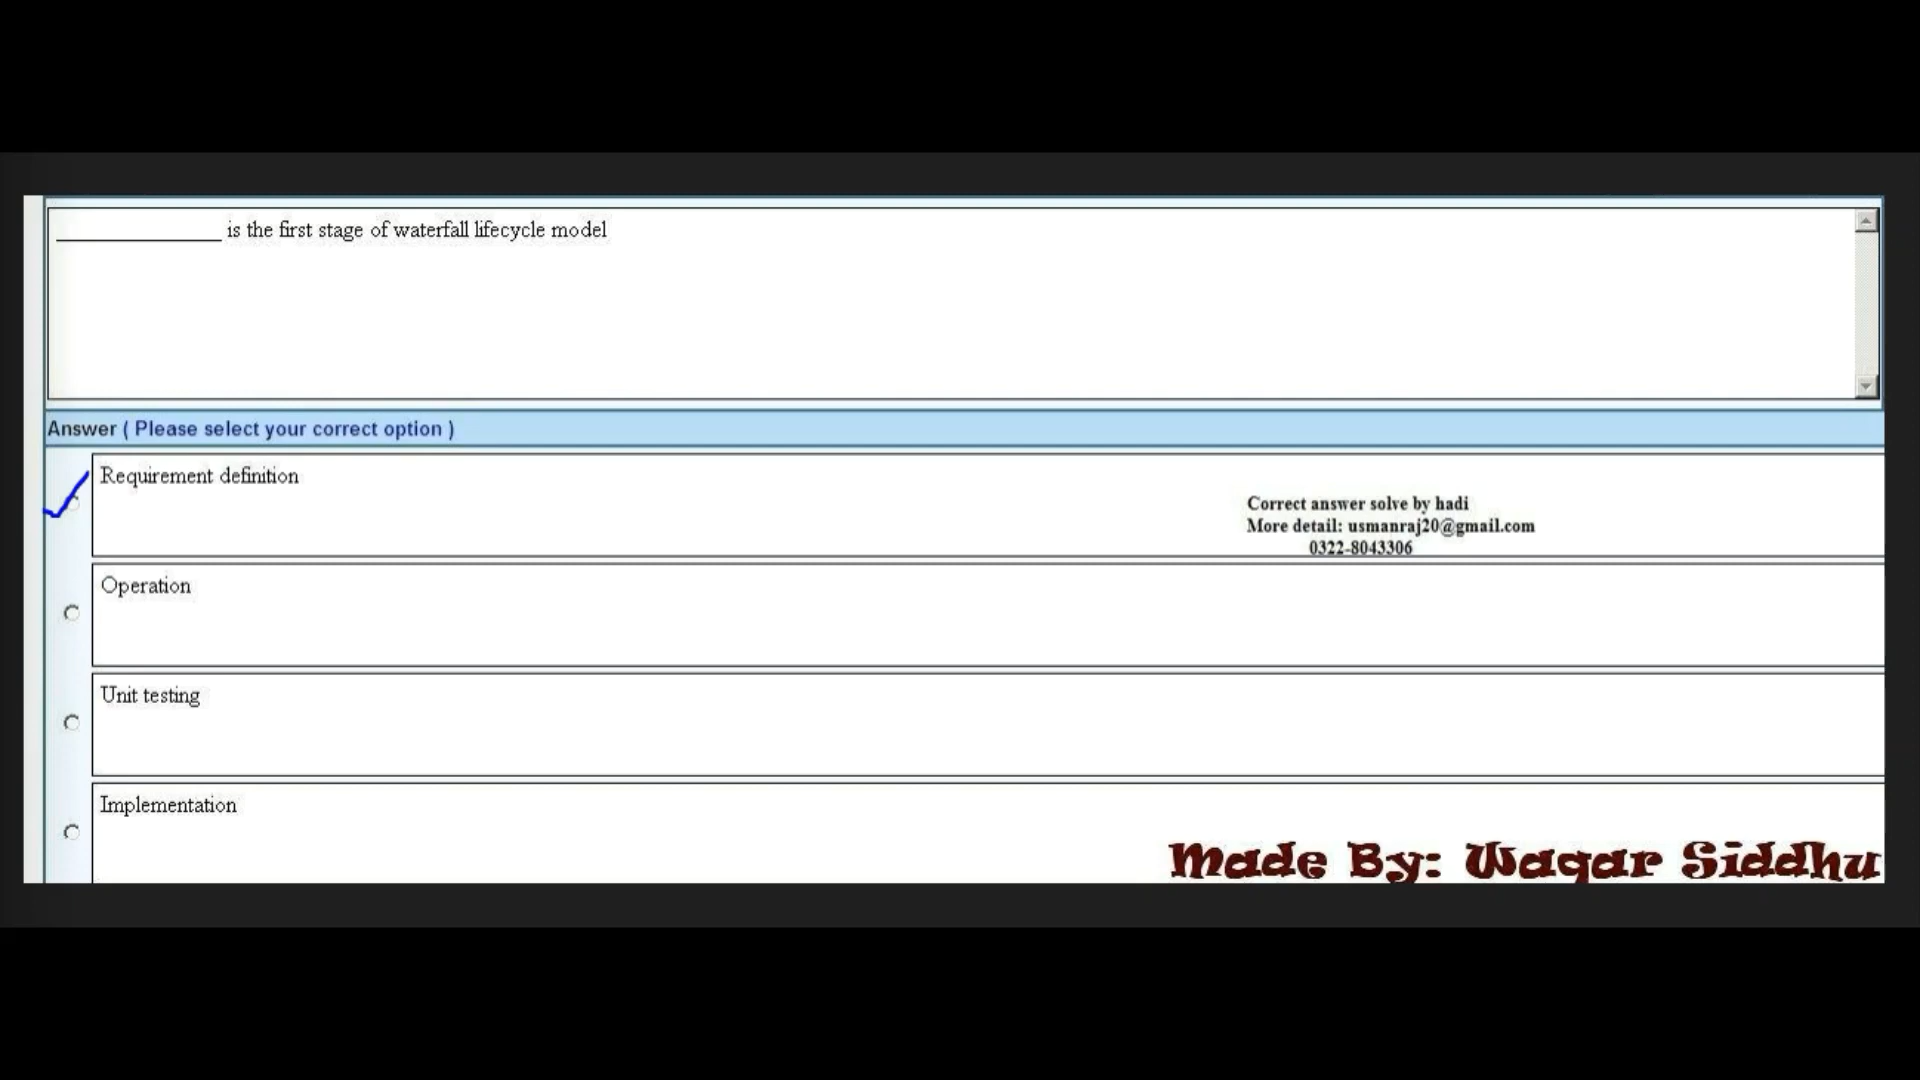 ______________ is the first stage of waterfall lifecycle model
Answer ( Please select your correct option )
Requirement definition
Correct answer solve by hadi
More detail: usmanraj20@gmail.com
0322-8043306
Operation
Unit testing
Implementation
Made By: Waqar Siddhu